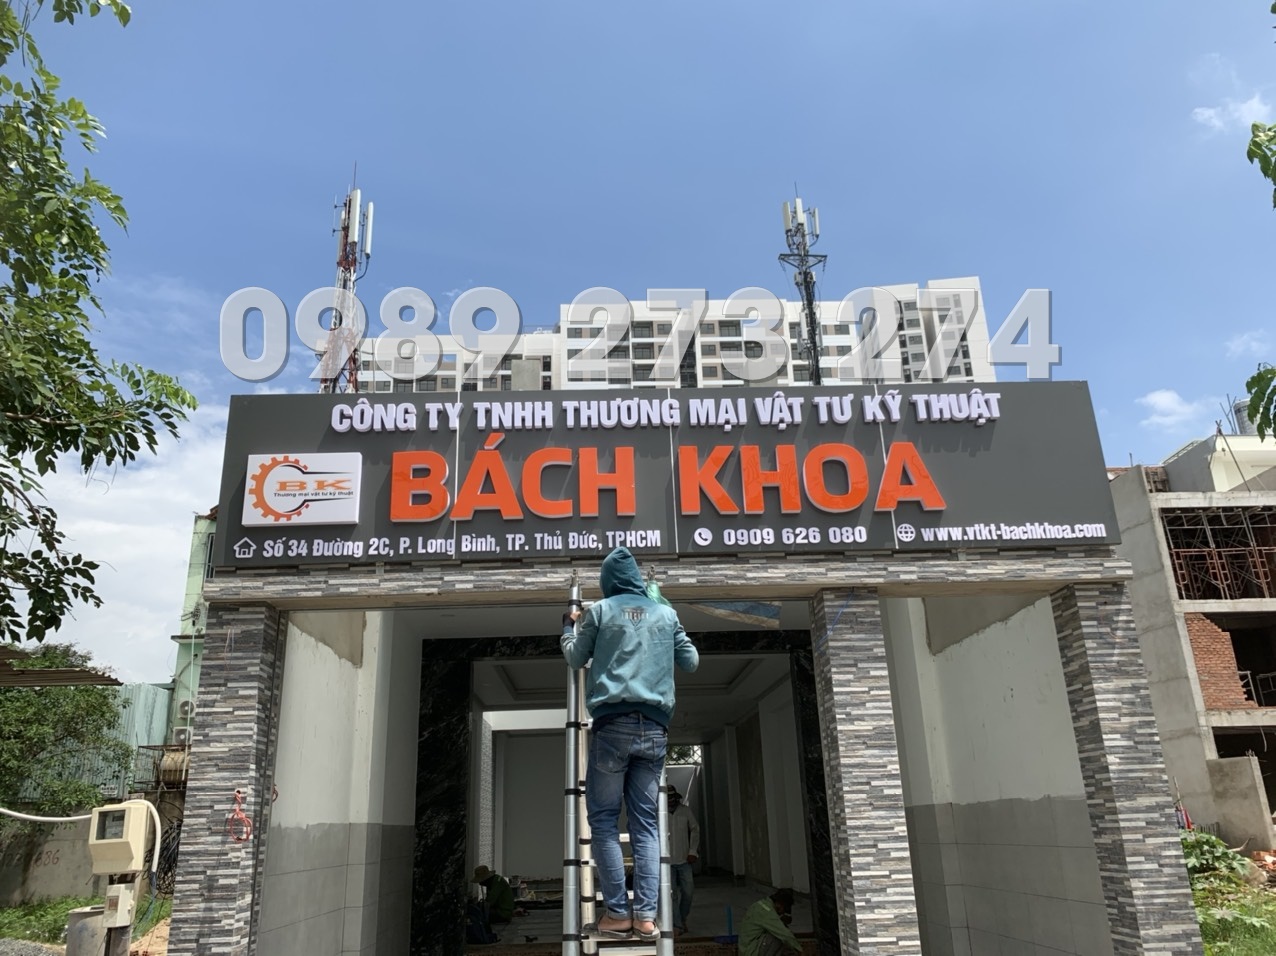 0989 273 274
CÔNG TY TNHH THƯƠNG MẠI VẬT TƯ KỸ THUẬT
BÁCH KHOA
BK
Thương mại vật tư kỹ thuật
Số 34 Đường 2C, P. Long Bình, TP. Thủ Đức, TPHCM
0909 626 080
www.vtkt-bachkhoa.com